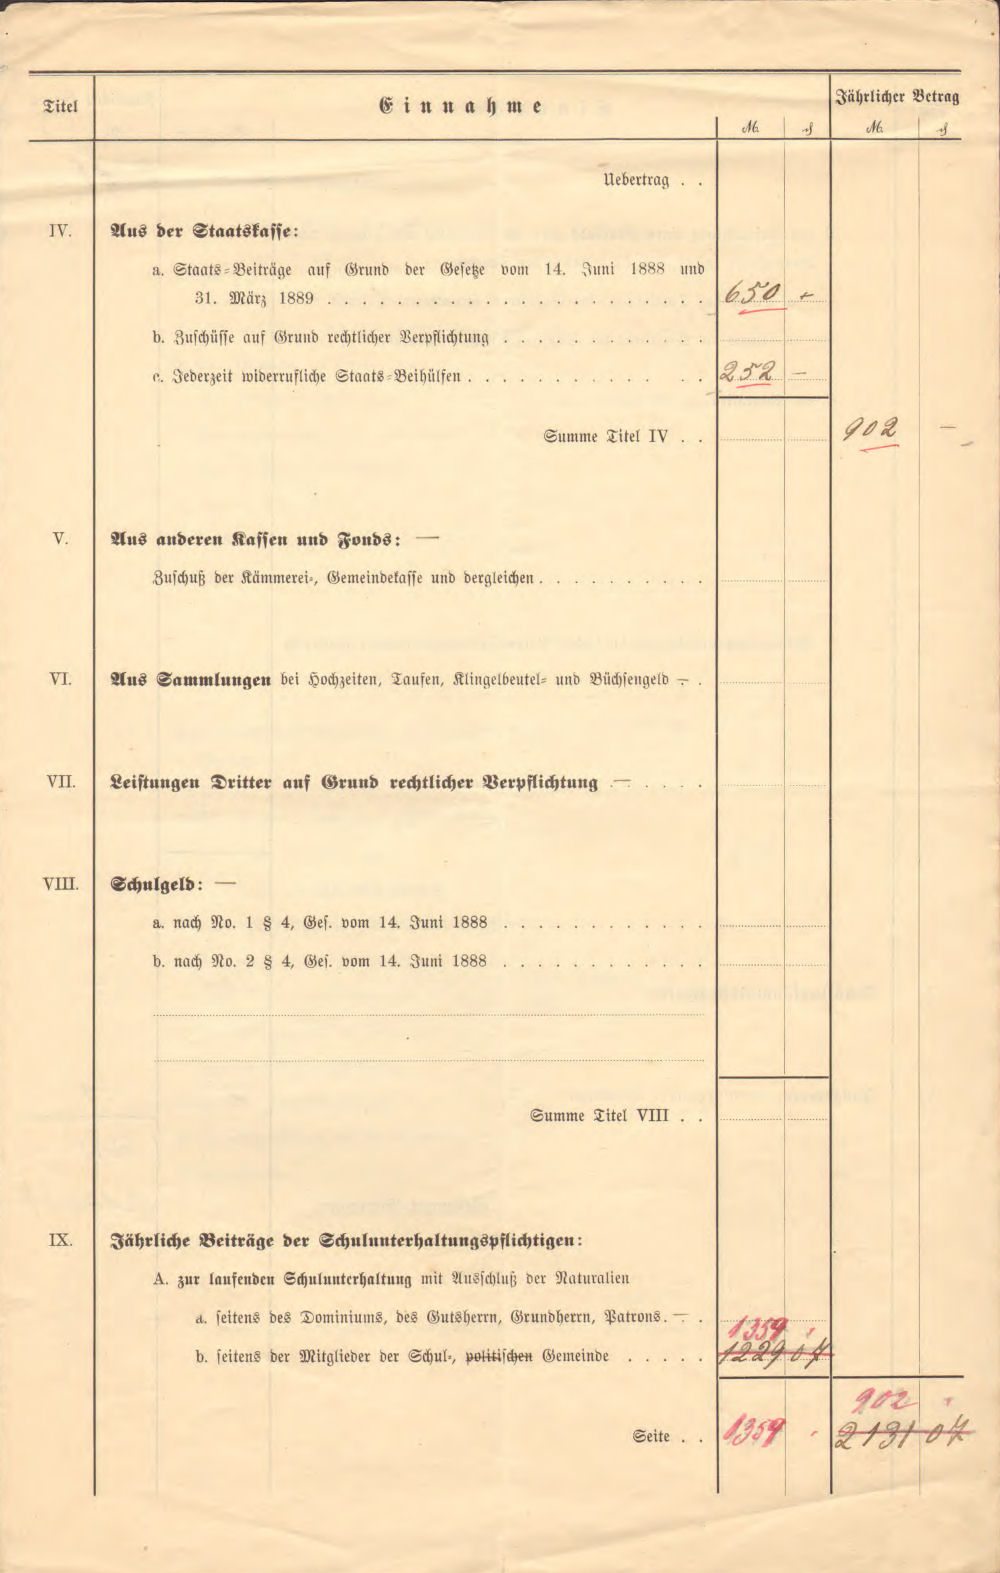 Titel Einnahme Jährlicher Betrag
M. ₰ M. ₰
Uebertrag . .
IV. Aus der Staatskasse:
a. Staats-Beiträge auf Grund der Gesetze vom 14. Juni 1888 und
31. März 1889 . . . . . . . . . . . . . . . . . . . . . . 650 —
b. Zuschüsse auf Grund rechtlicher Verpflichtung . . . . . . . . . . . .
c. Jederzeit widerrufliche Staats-Beihülfen . . . . . . . . . . . . . 252 —
Summe Titel IV . . 902 —
V. Aus anderen Kassen und Fonds: —
Zuschuß der Kämmerei-, Gemeindekasse und dergleichen . . . . . . . . . .
VI. Aus Sammlungen bei Hochzeiten, Taufen, Klingelbeutel- und Büchsengeld — .
VII. Leistungen Dritter auf Grund rechtlicher Verpflichtung — . . . .
VIII. Schulgeld: —
a. nach No. 1 § 4, Ges. vom 14. Juni 1888 . . . . . . . . . . . .
b. nach No. 2 § 4, Ges. vom 14. Juni 1888 . . . . . . . . . . . .
Summe Titel VIII . .
IX. Jährliche Beiträge der Schulunterhaltungspflichtigen:
A. zur laufenden Schulunterhaltung mit Ausschluß der Naturalien
a. seitens des Dominiums, des Gutsherrn, Grundherrn, Patrons. — .
1359 "
b. seitens der Mitglieder der Schul-, politischen Gemeinde . . . . . 1229 07
902 "
Seite . . 1359 " 2131 07